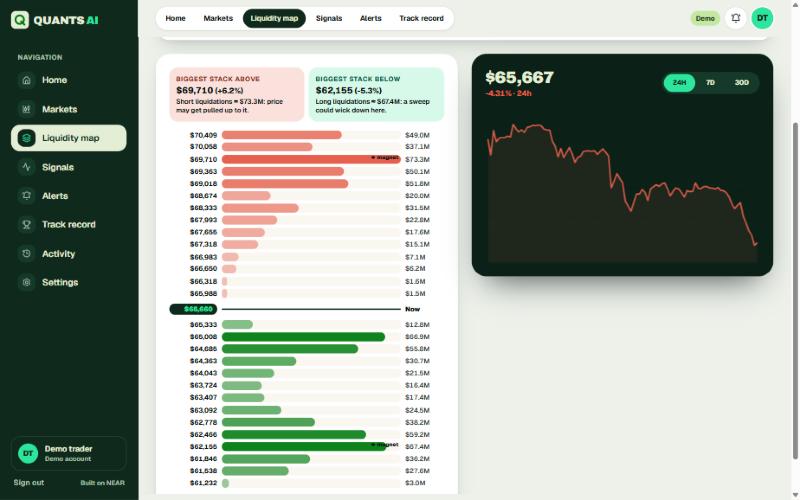 QUANTS AI
Home
Markets
Liquidity map
Signals
Alerts
Track record
Demo
DT
NAVIGATION
Home
Markets
Liquidity map
Signals
Alerts
Track record
Activity
Settings
DT
Demo trader
Demo account
Sign out
Built on NEAR
BIGGEST STACK ABOVE
$69,710 (+6.2%)
Short liquidations ≈ $73.3M: price
may get pulled up to it.
BIGGEST STACK BELOW
$62,155 (-5.3%)
Long liquidations ≈ $67.4M: a sweep
could wick down here.
$70,409 $49.0M
$70,058 $37.1M
$69,710 magnet $73.3M
$69,363 $50.1M
$69,018 $51.8M
$68,674 $20.0M
$68,333 $31.5M
$67,993 $22.8M
$67,655 $17.6M
$67,318 $15.1M
$66,983 $7.1M
$66,650 $5.2M
$66,318 $1.6M
$65,988 $1.5M
Now
$65,333 $12.8M
$65,008 $66.9M
$64,685 $55.8M
$64,363 $30.7M
$64,043 $21.5M
$63,724 $16.4M
$63,407 $17.4M
$63,092 $24.5M
$62,778 $38.2M
$62,466 $59.2M
$62,155 magnet $67.4M
$61,846 $36.2M
$61,538 $27.6M
$61,232 $3.0M
$65,667
-4.31% · 24h
24H
7D
30D